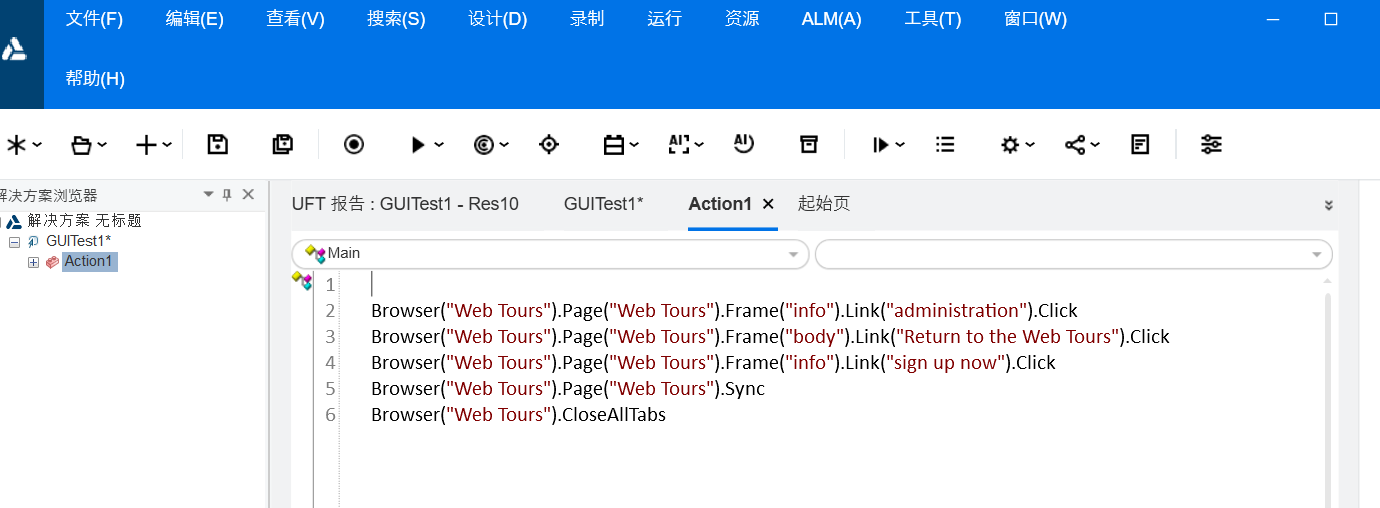 文件(F) 编辑(E) 查看(V) 搜索(S) 设计(D) 录制 运行 资源 ALM(A) 工具(T) 窗口(W)
帮助(H)
AI AI
解决方案浏览器
UFT 报告 : GUITest1 - Res10 GUITest1* Action1 起始页
解决方案 无标题
GUITest1*
Action1
Main
1
2 Browser("Web Tours").Page("Web Tours").Frame("info").Link("administration").Click
3 Browser("Web Tours").Page("Web Tours").Frame("body").Link("Return to the Web Tours").Click
4 Browser("Web Tours").Page("Web Tours").Frame("info").Link("sign up now").Click
5 Browser("Web Tours").Page("Web Tours").Sync
6 Browser("Web Tours").CloseAllTabs